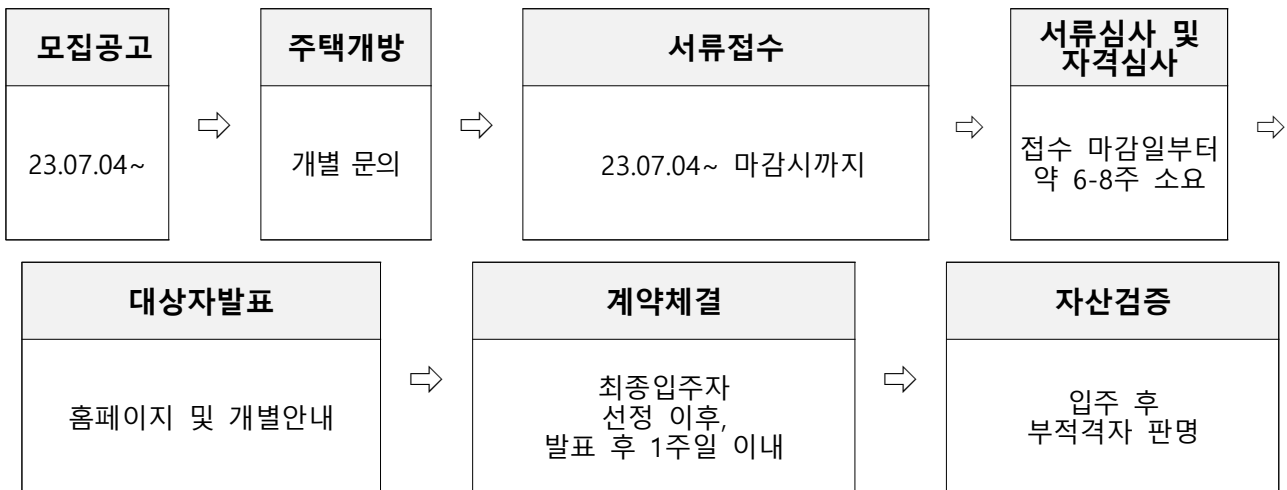 모집공고
23.07.04~
⇨
주택개방
개별 문의
⇨
서류접수
23.07.04~ 마감시까지
⇨
서류심사 및
자격심사
접수 마감일부터
약 6-8주 소요
⇨
대상자발표
홈페이지 및 개별안내
⇨
계약체결
최종입주자
선정 이후,
발표 후 1주일 이내
⇨
자산검증
입주 후
부적격자 판명